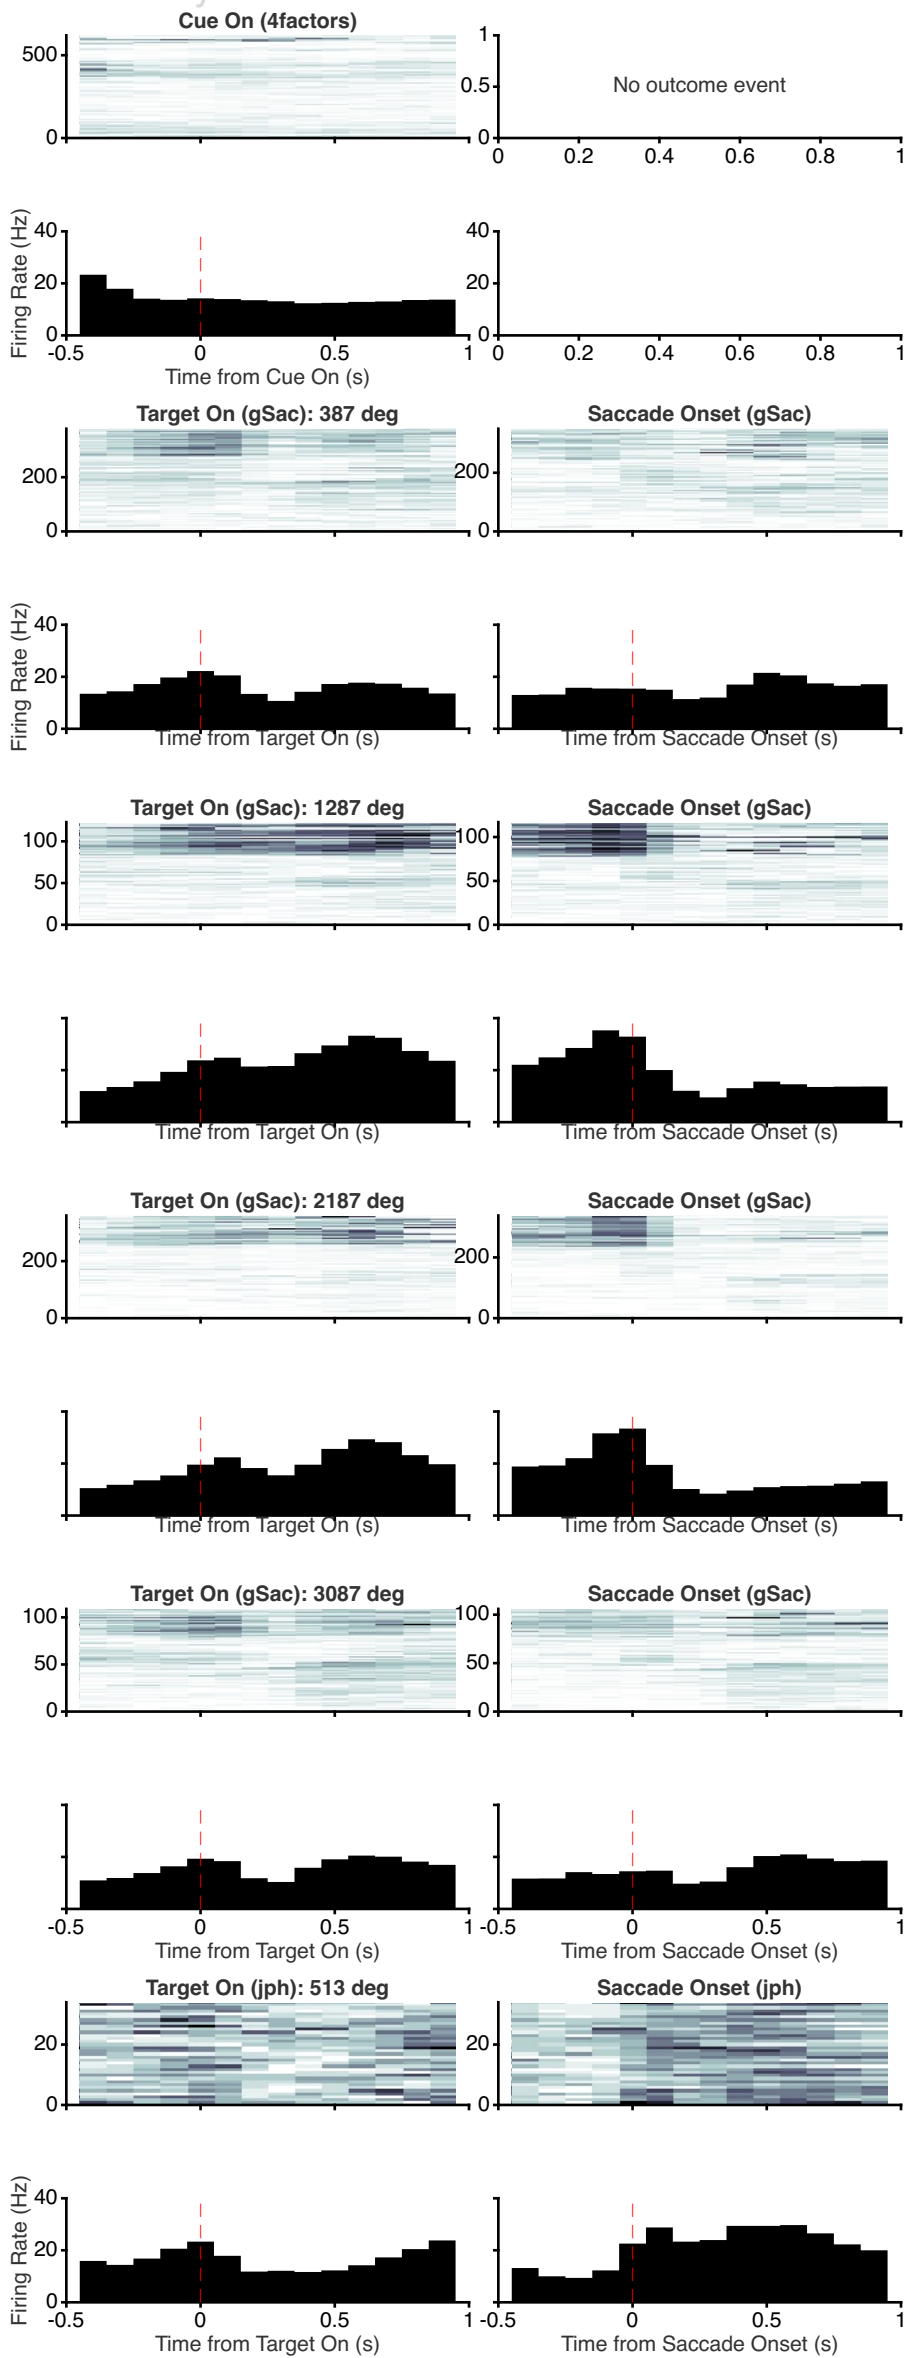 Cue On (4factors)
500
0
1
0.5
0
No outcome event
0 0.2 0.4 0.6 0.8 1
Firing Rate (Hz)
40
20
0
-0.5 0 0.5 1
Time from Cue On (s)
40
20
0
0 0.2 0.4 0.6 0.8 1
Target On (gSac): 387 deg
200
0
Saccade Onset (gSac)
200
0
Firing Rate (Hz)
40
20
0
Time from Target On (s)
Time from Saccade Onset (s)
Target On (gSac): 1287 deg
100
50
0
Saccade Onset (gSac)
100
50
0
Time from Target On (s)
Time from Saccade Onset (s)
Target On (gSac): 2187 deg
200
0
Saccade Onset (gSac)
200
0
Time from Target On (s)
Time from Saccade Onset (s)
Target On (gSac): 3087 deg
100
50
0
Saccade Onset (gSac)
100
50
0
-0.5 0 0.5 1
Time from Target On (s)
-0.5 0 0.5 1
Time from Saccade Onset (s)
Target On (jph): 513 deg
20
0
Saccade Onset (jph)
20
0
Firing Rate (Hz)
40
20
0
-0.5 0 0.5 1
Time from Target On (s)
40
20
0
-0.5 0 0.5 1
Time from Saccade Onset (s)